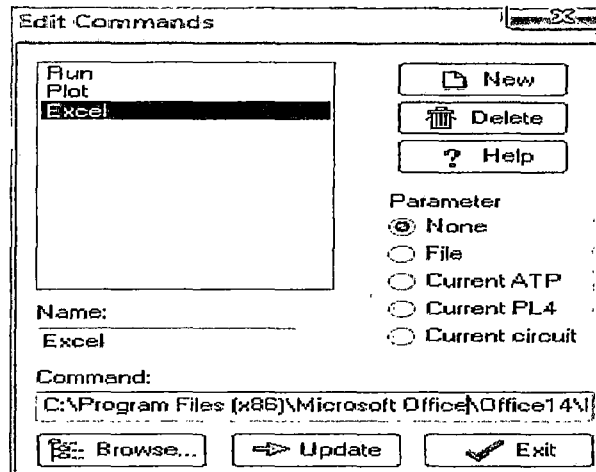 Edit Commands
Run
Plot
Excel
New
Delete
Help
Parameter
None
File
Current ATP
Current PL4
Current circuit
Name:
Excel
Command:
C:\Program Files (x86)\Microsoft Office\Office14\
Browse...
Update
Exit